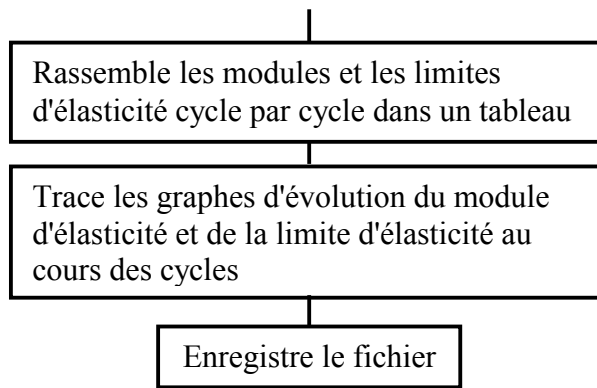 Rassemble les modules et les limites
d'élasticité cycle par cycle dans un tableau
Trace les graphes d'évolution du module
d'élasticité et de la limite d'élasticité au
cours des cycles
Enregistre le fichier